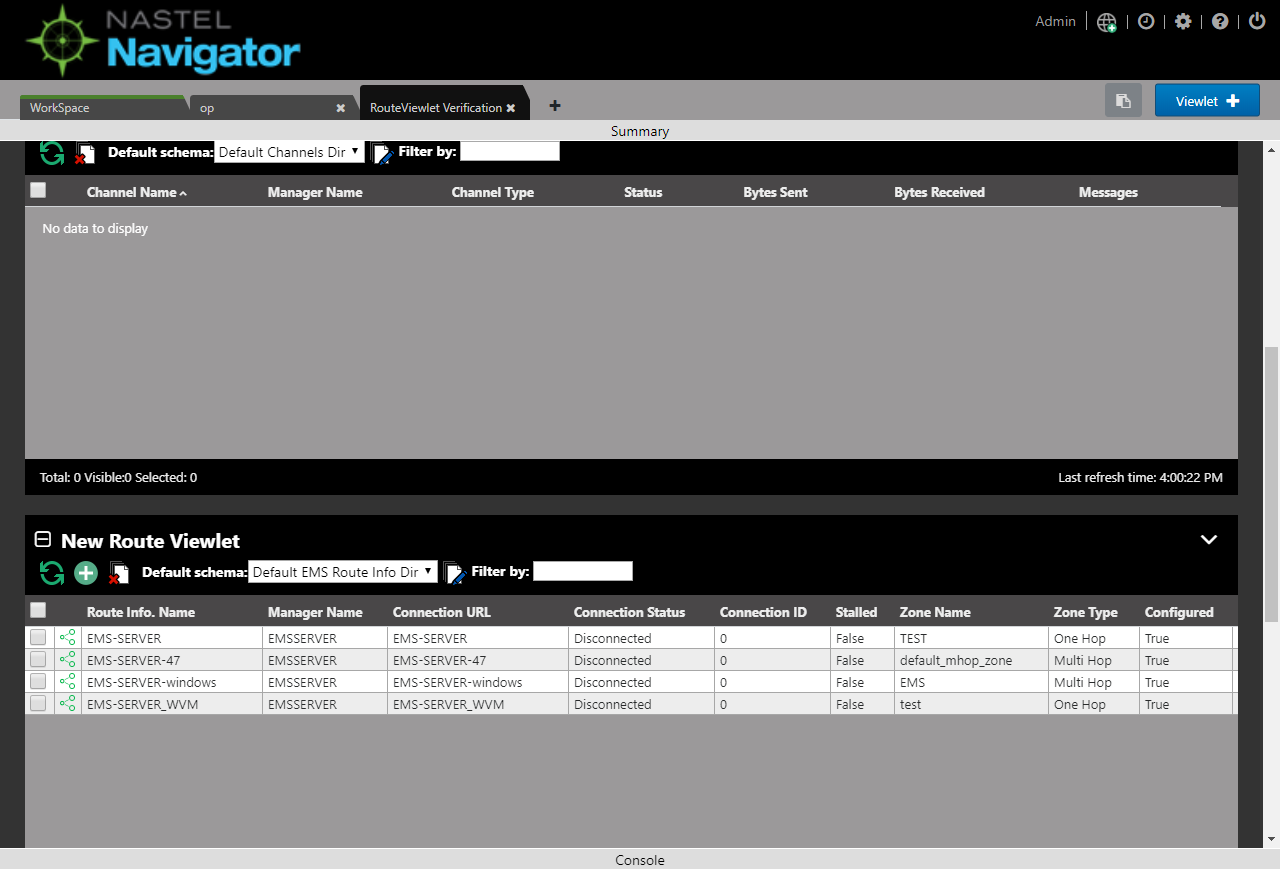 NASTEL
Navigator
Admin
WorkSpace op RouteViewlet Verification
Viewlet
Summary
Default schema: Default Channels Dir Filter by:
Channel Name Manager Name Channel Type Status Bytes Sent Bytes Received Messages
No data to display
Total: 0 Visible:0 Selected: 0 Last refresh time: 4:00:22 PM
New Route Viewlet
Default schema: Default EMS Route Info Dir Filter by:
Route Info. Name Manager Name Connection URL Connection Status Connection ID Stalled Zone Name Zone Type Configured
EMS-SERVER EMSSERVER EMS-SERVER Disconnected 0 False TEST One Hop True
EMS-SERVER-47 EMSSERVER EMS-SERVER-47 Disconnected 0 False default_mhop_zone Multi Hop True
EMS-SERVER-windows EMSSERVER EMS-SERVER-windows Disconnected 0 False EMS Multi Hop True
EMS-SERVER_WVM EMSSERVER EMS-SERVER_WVM Disconnected 0 False test One Hop True
Console